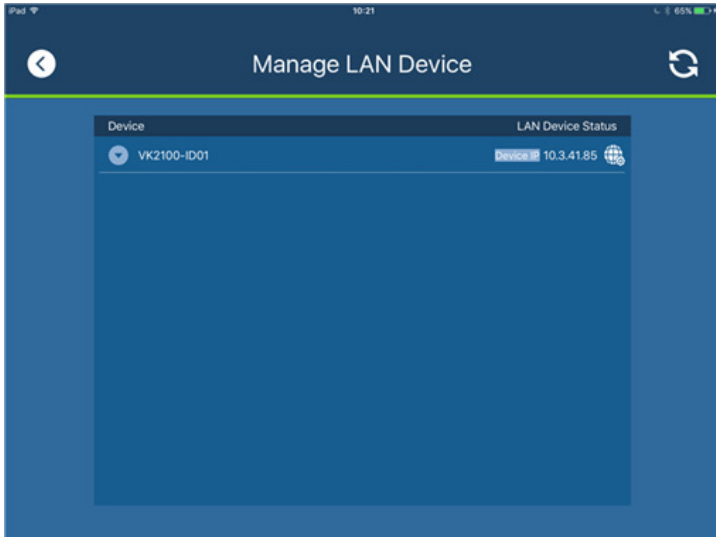 iPad 10:21 65%
Manage LAN Device
Device LAN Device Status
VK2100-ID01 Device IP 10.3.41.85